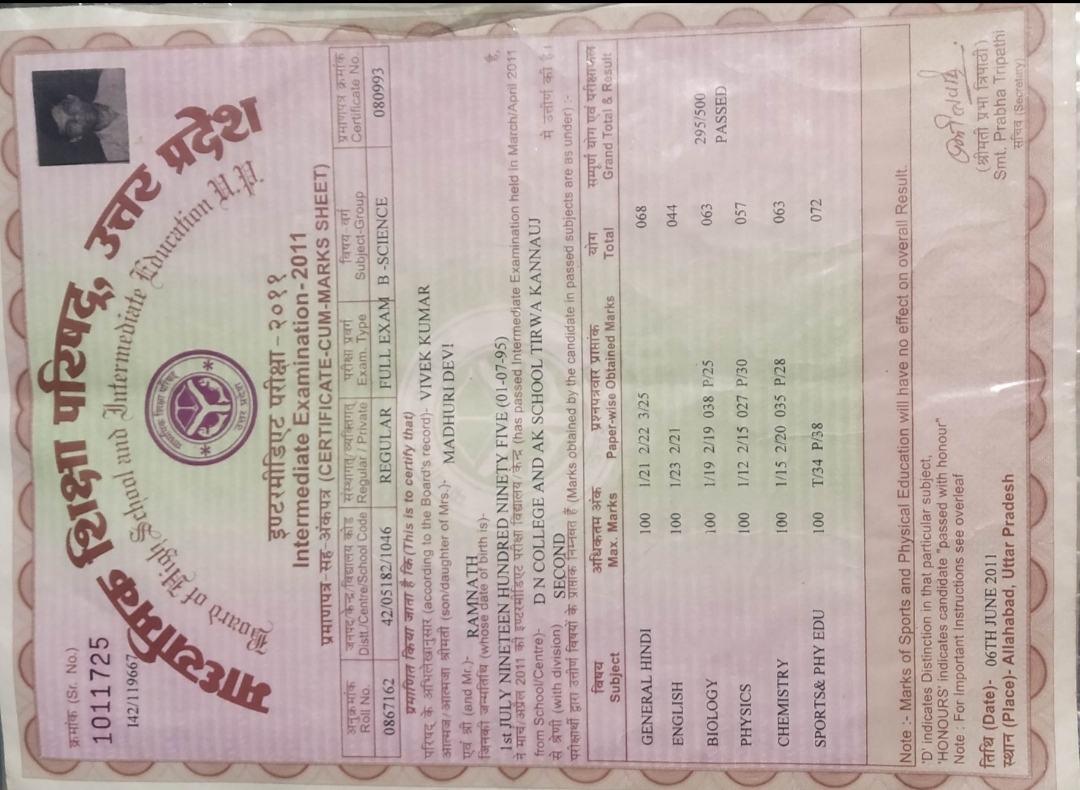 क्रमांक (Sr. No.)
1011725
I42/119667
माध्यमिक शिक्षा परिषद्, उत्तर प्रदेश
Board of High School and Intermediate Education U.P.
माध्यमिक शिक्षा परिषद
उत्तर प्रदेश
इण्टरमीडिएट परीक्षा - २०११
Intermediate Examination-2011
प्रमाणपत्र-सह-अंकपत्र (CERTIFICATE-CUM-MARKS SHEET)
अनुक्रमांक जनपद/केन्द्र/विद्यालय कोड संस्थागत/ व्यक्तिगत परीक्षा प्रवर्ग विषय -वर्ग प्रमाणपत्र क्रमांक
Roll No. Distt./Centre/School Code Regular / Private Exam. Type Subject-Group Certificate No.
0867162 42/05182/1046 REGULAR FULL EXAM B -SCIENCE 080993
प्रमाणित किया जाता है कि (This is to certify that)
परिषद के अभिलेखानुसार (according to the Board's record)- VIVEK KUMAR
आत्मज/आत्मजा श्रीमती (son/daughter of Mrs.)- MADHURI DEVI
एवं श्री (and Mr.)- RAMNATH
जिनकी जन्मतिथि (whose date of birth is)-
1st JULY NINETEEN HUNDRED NINETY FIVE (01-07-95) है,
ने मार्च/अप्रैल 2011 की इण्टरमीडिएट परीक्षा विद्यालय/केन्द्र (has passed Intermediate Examination held in March/April 2011
from School/Centre)- D N COLLEGE AND AK SCHOOL TIRWA KANNAUJ
से श्रेणी (with division) SECOND में उत्तीर्ण की है।
परीक्षार्थी द्वारा उत्तीर्ण विषयों के प्राप्तांक निम्नवत हैं (Marks obtained by the candidate in passed subjects are as under) :-
विषय अधिकतम अंक प्रश्नपत्रवार प्राप्तांक योग सम्पूर्ण योग एवं परीक्षाफल
Subject Max. Marks Paper-wise Obtained Marks Total Grand Total & Result
GENERAL HINDI 100 1/21 2/22 3/25 068
ENGLISH 100 1/23 2/21 044
BIOLOGY 100 1/19 2/19 038 P/25 063 295/500
PHYSICS 100 1/12 2/15 027 P/30 057 PASSED
CHEMISTRY 100 1/15 2/20 035 P/28 063
SPORTS& PHY EDU 100 T/34 P/38 072
Note :- Marks of Sports and Physical Education will have no effect on overall Result.
'D' indicates Distinction in that particular subject,
'HONOURS' indicates candidate "passed with honour"
Note : For Important Instructions see overleaf
तिथि (Date)- 06TH JUNE 2011
स्थान (Place)- Allahabad, Uttar Pradesh
(श्रीमती प्रभा त्रिपाठी)
Smt. Prabha Tripathi
सचिव (Secretary)